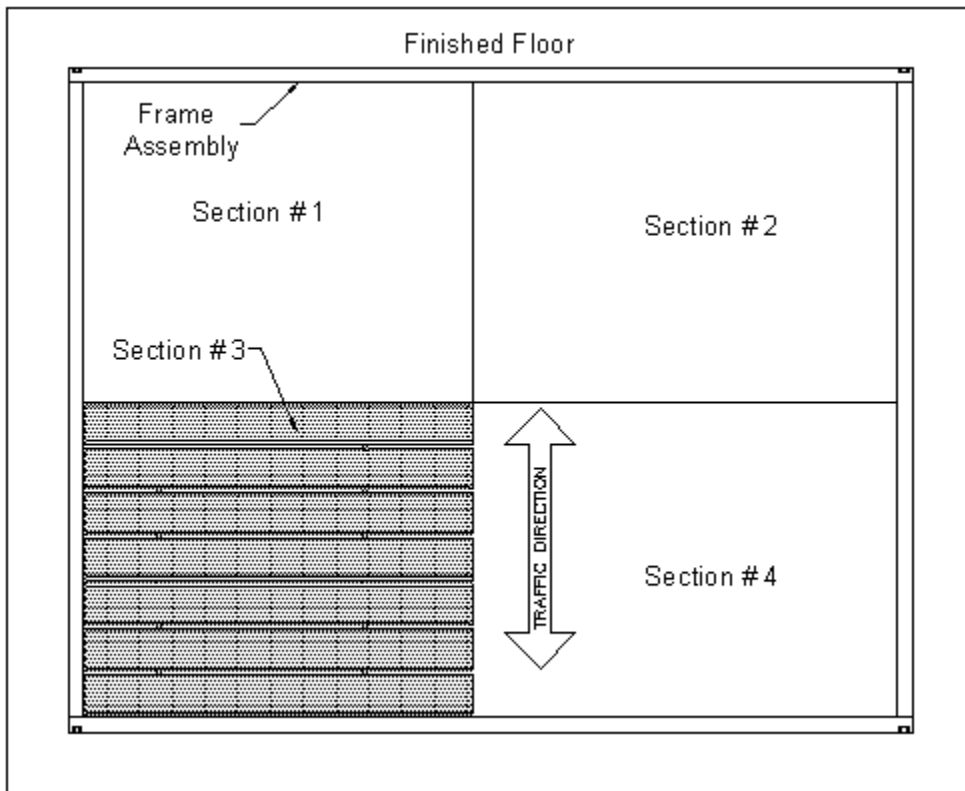 Finished Floor
Frame
Assembly
Section #1
Section #2
Section #3
TRAFFIC DIRECTION
Section #4